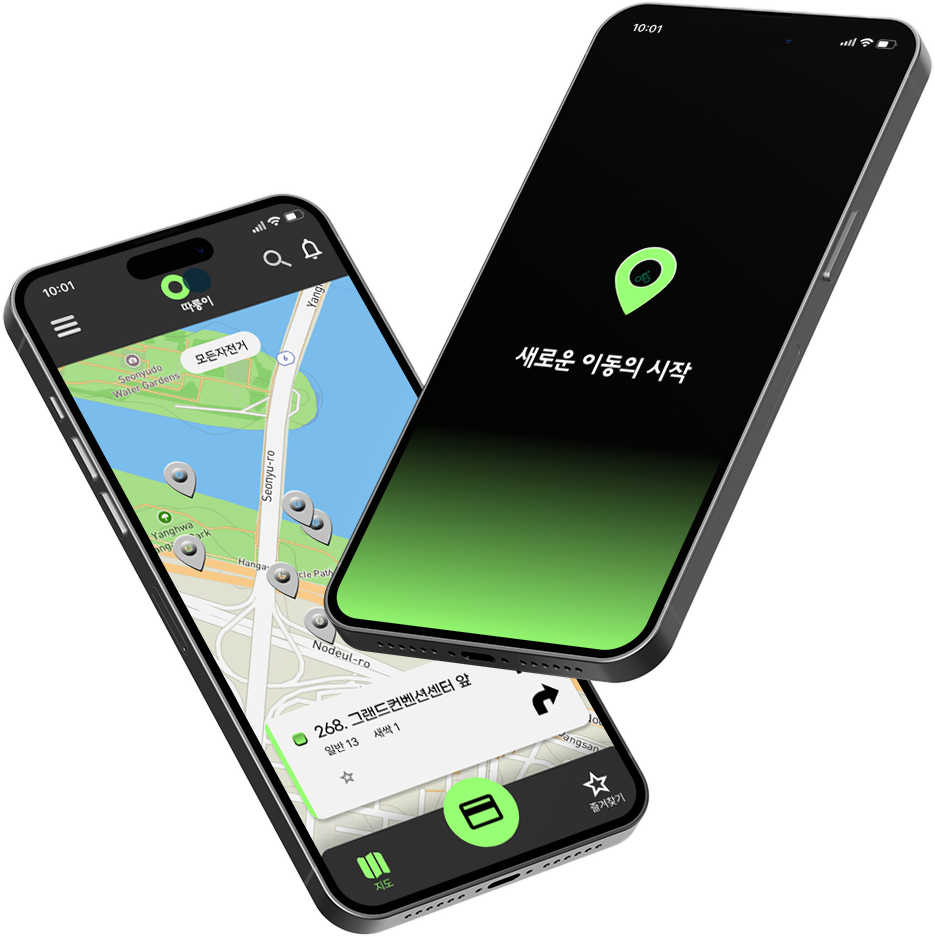 10:01
새로운 이동의 시작
10:01
따릉이
모든자전거
Yang
6
Seonyudo
Water Gardens
Seonyu-ro
Yanghwa
Nodeul-ro
268. 그랜드컨벤션센터 앞
일반 13 새싹 1
지도
즐겨찾기